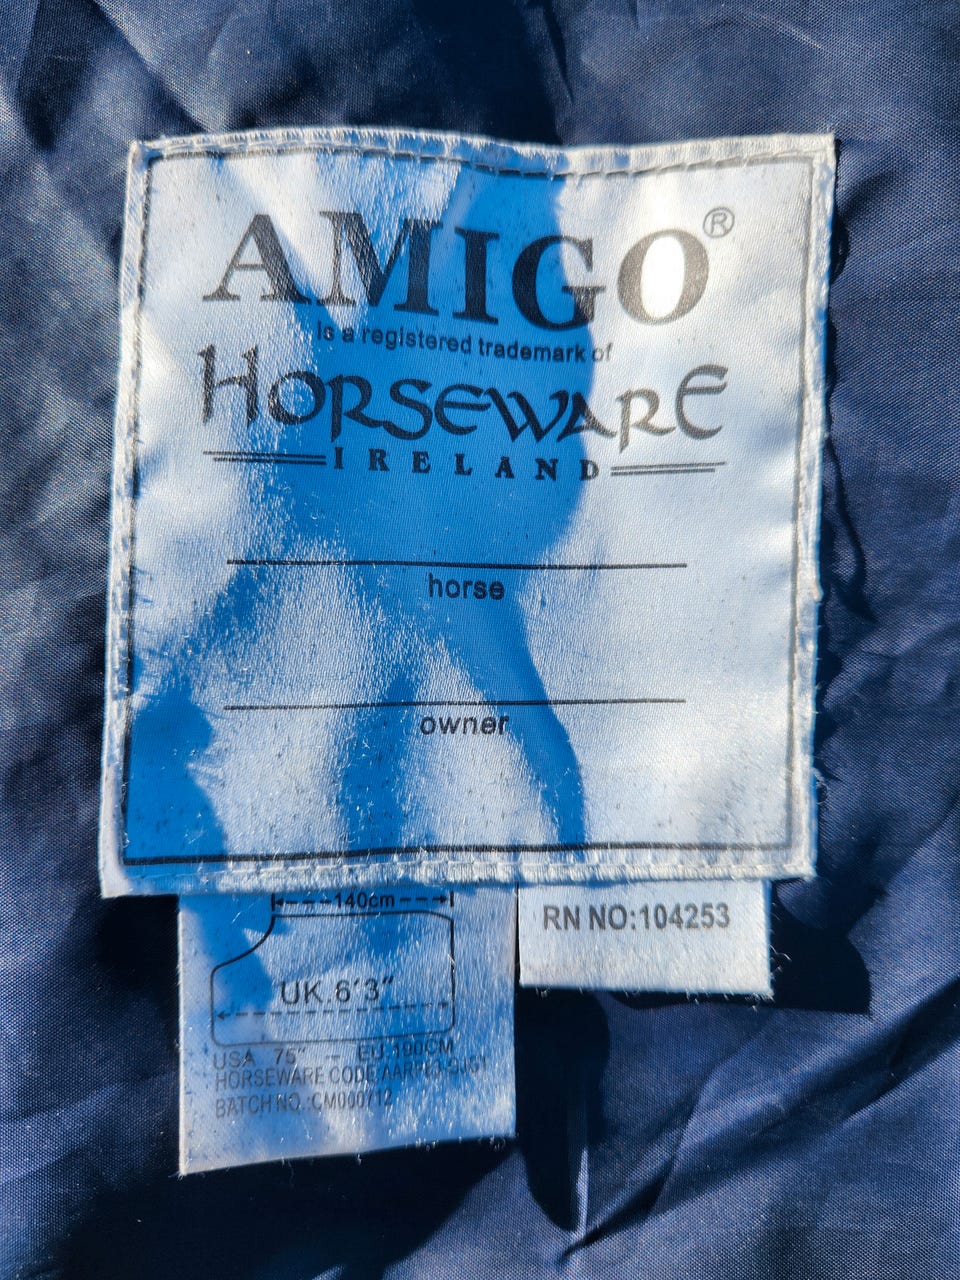 AMIGO®
is a registered trademark of
HORSEWARE
IRELAND
horse
owner
140cm
RN NO:104253
UK 6'3"
USA 75" - EU 190CM
HORSEWARE CODE
BATCH NO.:CM000712